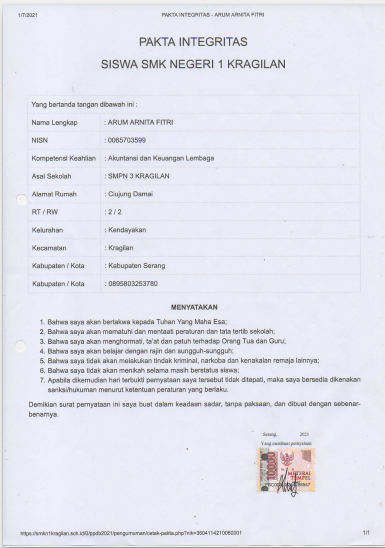 1/7/2021 PAKTA INTEGRITAS - ARUM ARNITA FITRI
PAKTA INTEGRITAS
SISWA SMK NEGERI 1 KRAGILAN
Yang bertanda tangan dibawah ini :
Nama Lengkap : ARUM ARNITA FITRI
NISN : 0065703599
Kompetensi Keahlian : Akuntansi dan Keuangan Lembaga
Asal Sekolah : SMPN 3 KRAGILAN
Alamat Rumah : Ciujung Damai
RT / RW : 2 / 2
Kelurahan : Kendayakan
Kecamatan : Kragilan
Kabupaten / Kota : Kabupaten Serang
Kabupaten / Kota : 0895803253780
MENYATAKAN
1. Bahwa saya akan bertakwa kepada Tuhan Yang Maha Esa;
2. Bahwa saya akan mematuhi dan mentaati peraturan dan tata tertib sekolah;
3. Bahwa saya akan menghormati, ta'at dan patuh terhadap Orang Tua dan Guru;
4. Bahwa saya akan belajar dengan rajin dan sungguh-sungguh;
5. Bahwa saya tidak akan melakukan tindak kriminal, narkoba dan kenakalan remaja lainnya;
6. Bahwa saya tidak akan menikah selama masih berstatus siswa;
7. Apabila dikemudian hari terbukti pernyataan saya tersebut tidak ditepati, maka saya bersedia dikenakan
sanksi/hukuman menurut ketentuan peraturan yang berlaku.
Demikian surat pernyataan ini saya buat dalam keadaan sadar, tanpa paksaan, dan dibuat dengan sebenar-
benarnya.
Serang, 2021
Yang membuat pernyataan
10000
METERAI
TEMPEL
https://smkn1kragilan.sch.id/0/ppdb2021/pengumuman/cetak-pakta.php?nik=3604114210060001 1/1